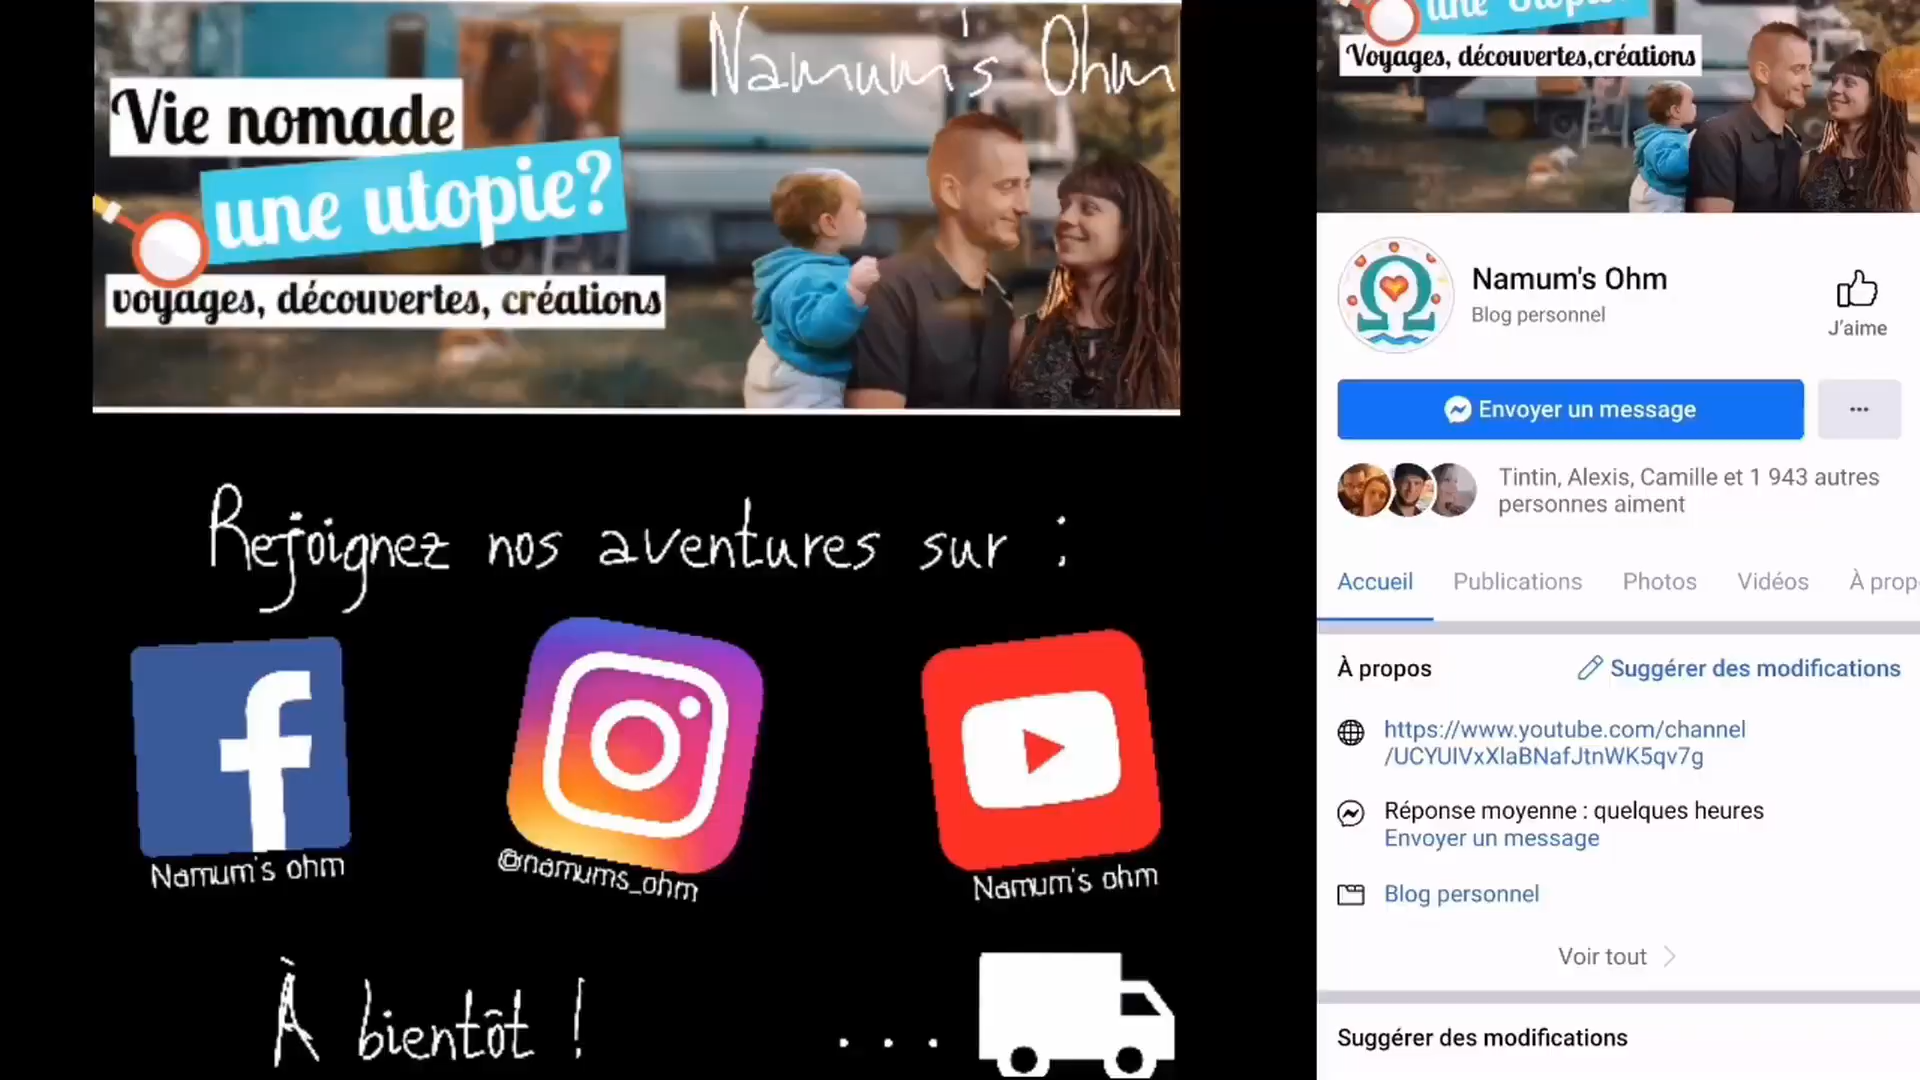 Namum's Ohm
Vie nomade
une utopie?
voyages, découvertes, créations
Rejoignez nos aventures sur :
Namum's ohm
@namums_ohm
Namum's ohm
À bientôt !
...
Voyages, découvertes,créations
Namum's Ohm
Blog personnel
J'aime
Envoyer un message
Tintin, Alexis, Camille et 1 943 autres
personnes aiment
Accueil
Publications
Photos
Vidéos
À prop
À propos
Suggérer des modifications
https://www.youtube.com/channel
/UCYUIVxXlaBNafJtnWK5qv7g
Réponse moyenne : quelques heures
Envoyer un message
Blog personnel
Voir tout
Suggérer des modifications